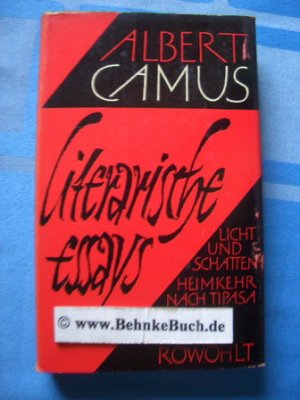 ALBERT
CAMUS
literarische
essays
LICHT
UND
SCHATTEN
HEIMKEHR
NACH TIPASA
© www.BehnkeBuch.de
ROWOHLT